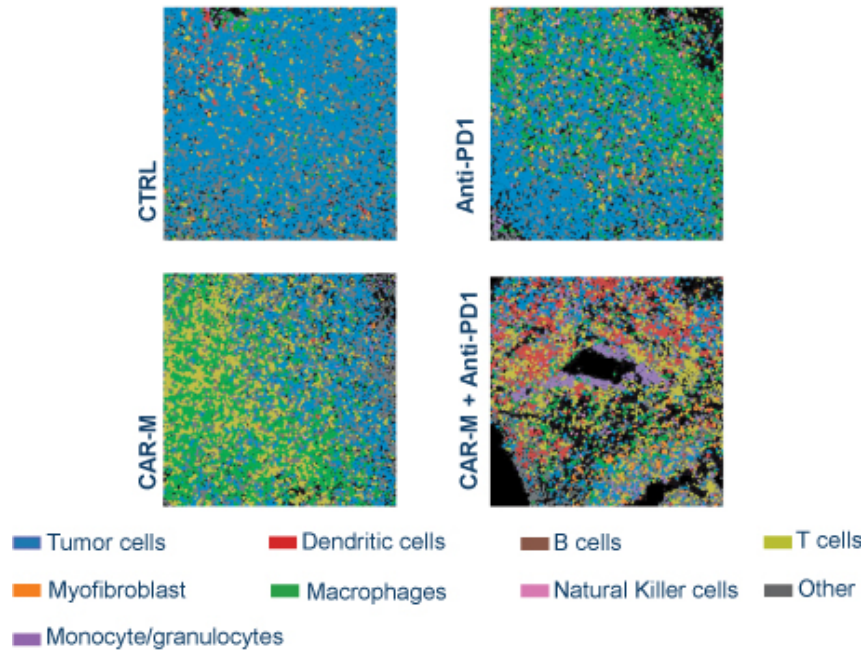 CTRL
Anti-PD1
CAR-M
CAR-M + Anti-PD1
Tumor cells
Dendritic cells
B cells
T cells
Myofibroblast
Macrophages
Natural Killer cells
Other
Monocyte/granulocytes